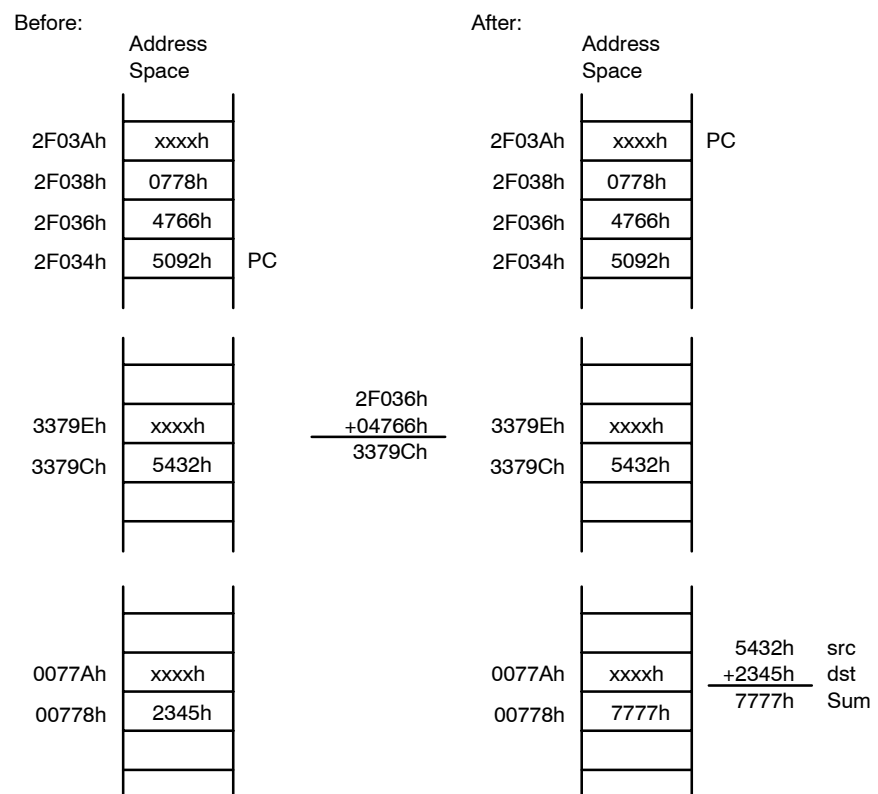 Before:
Address
Space
2F03Ah xxxxh
2F038h 0778h
2F036h 4766h
2F034h 5092h PC
3379Eh xxxxh
3379Ch 5432h
0077Ah xxxxh
00778h 2345h
2F036h
+04766h
3379Ch
After:
Address
Space
2F03Ah xxxxh PC
2F038h 0778h
2F036h 4766h
2F034h 5092h
3379Eh xxxxh
3379Ch 5432h
0077Ah xxxxh
00778h 7777h
5432h src
+2345h dst
7777h Sum